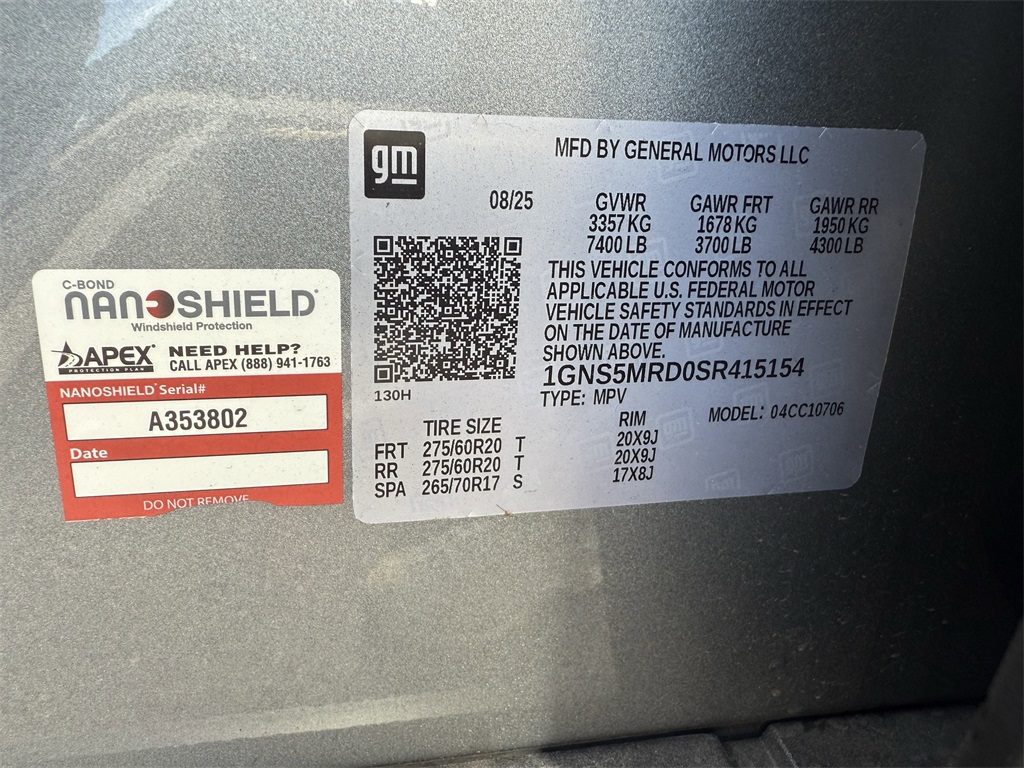 C-BOND
NANOSHIELD
Windshield Protection
APEX® NEED HELP?
PROTECTION PLAN CALL APEX (888) 941-1763
NANOSHIELD® Serial#
A353802
Date
DO NOT REMOVE
gm
MFD BY GENERAL MOTORS LLC
08/25 GVWR GAWR FRT GAWR RR
3357 KG 1678 KG 1950 KG
7400 LB 3700 LB 4300 LB
THIS VEHICLE CONFORMS TO ALL
APPLICABLE U.S. FEDERAL MOTOR
VEHICLE SAFETY STANDARDS IN EFFECT
ON THE DATE OF MANUFACTURE
SHOWN ABOVE.
1GNS5MRD0SR415154
130H
TYPE: MPV MODEL: 04CC10706
TIRE SIZE RIM
FRT 275/60R20 T 20X9J
RR 275/60R20 T 20X9J
SPA 265/70R17 S 17X8J